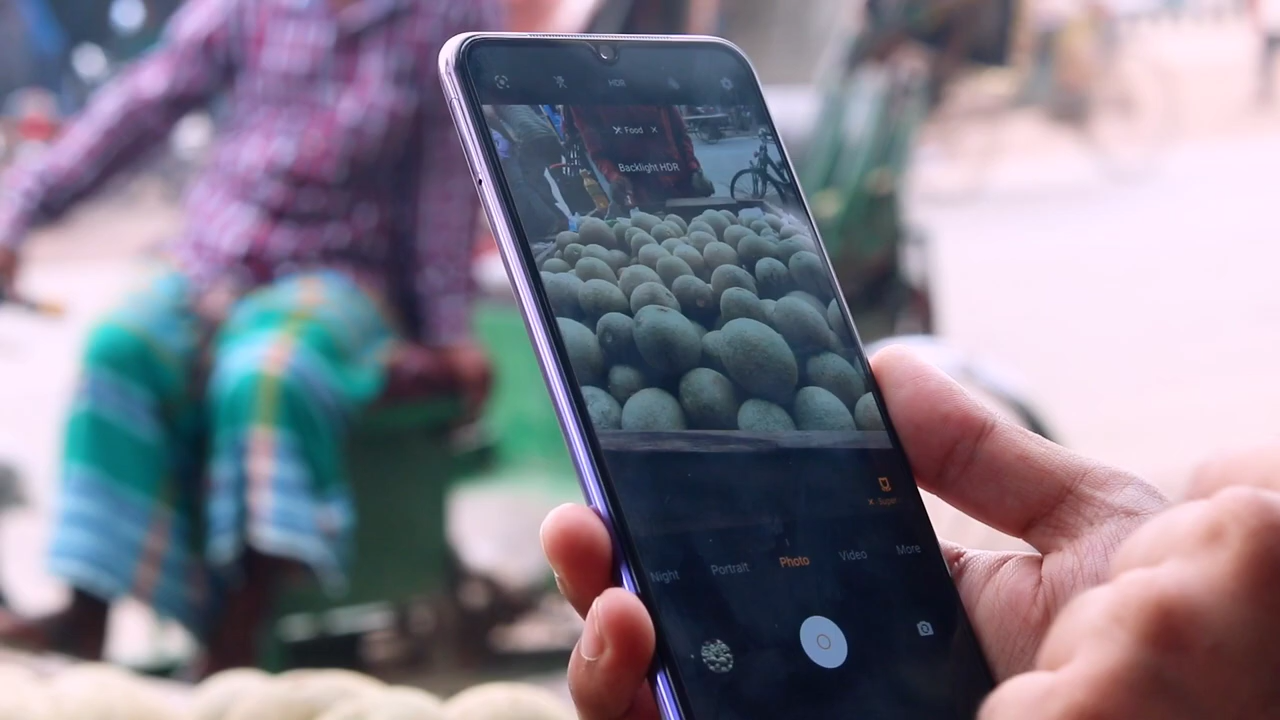 HDR
Food ×
Backlight HDR
Night
Portrait
Photo
Video
More